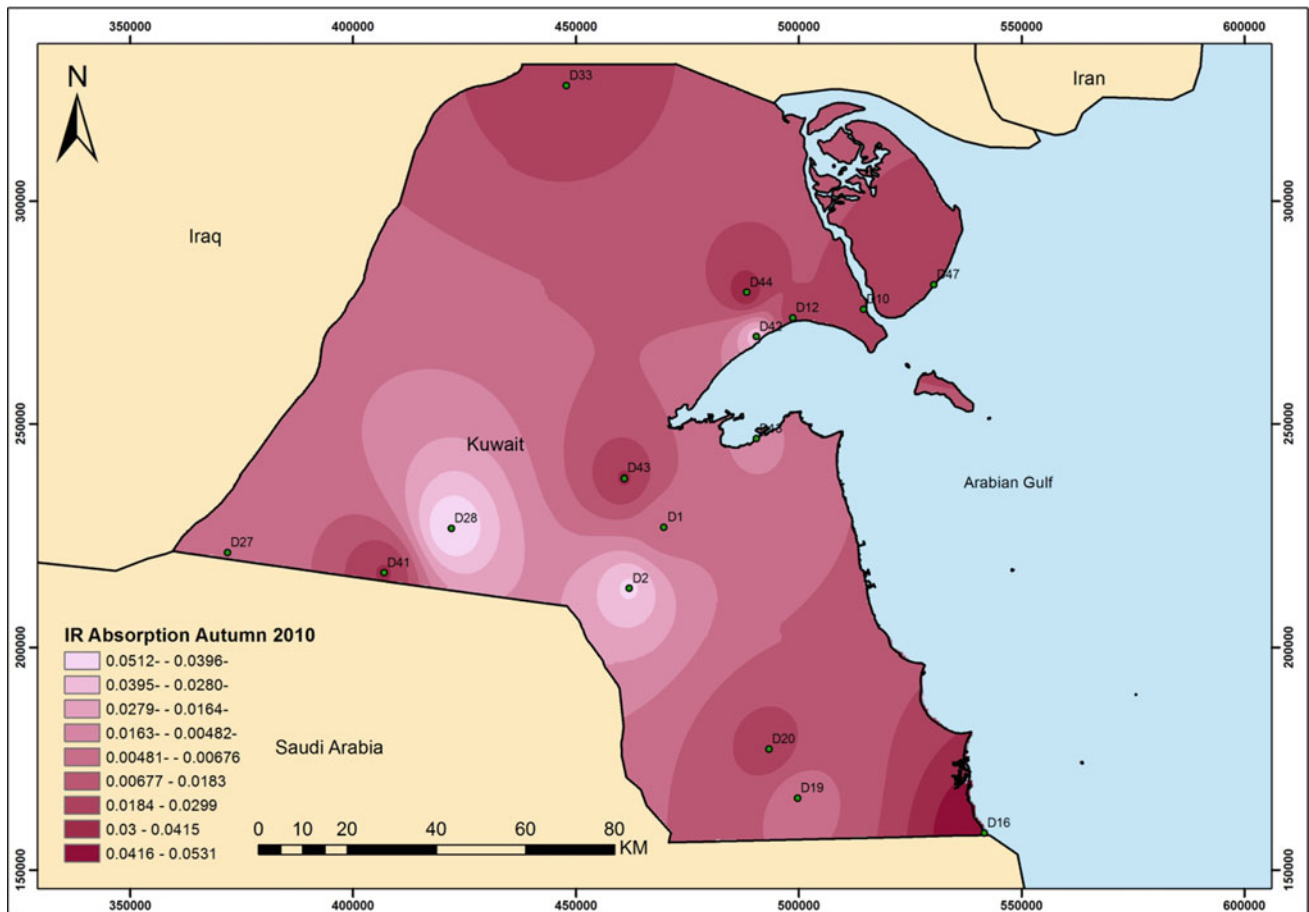 350000 400000 450000 500000 550000 600000
N
D33
Iran
300000 300000
Iraq
D47
D44
D10
D12
D42
250000 250000
Kuwait
D13
D43
Arabian Gulf
D28
D1
D27
D41
D2
200000 200000
IR Absorption Autumn 2010
0.0512- - 0.0396-
0.0395- - 0.0280-
0.0279- - 0.0164-
0.0163- - 0.00482-
0.00481- - 0.00676
0.00677 - 0.0183
0.0184 - 0.0299
0.03 - 0.0415
0.0416 - 0.0531
Saudi Arabia
D20
D19
D16
0 10 20 40 60 80
KM
150000 150000
350000 400000 450000 500000 550000 600000